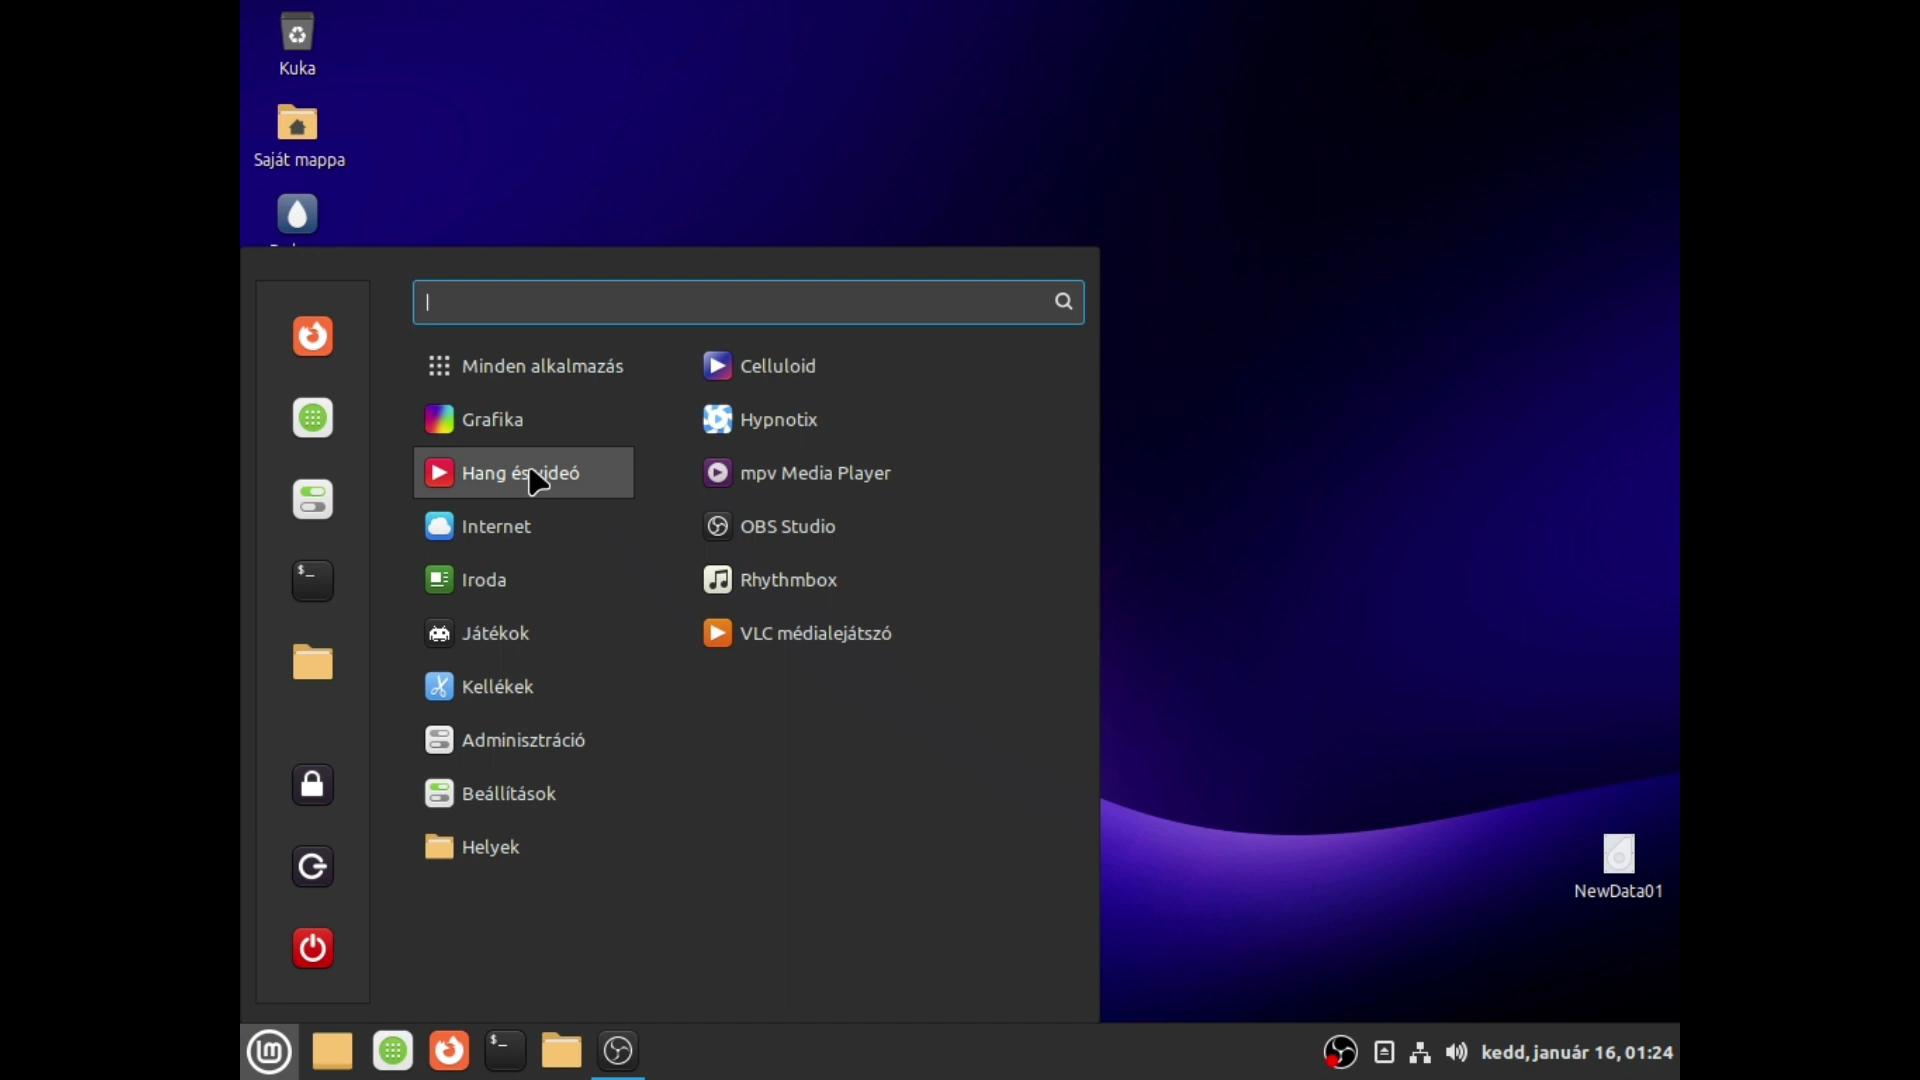 Kuka
Saját mappa
Minden alkalmazás
Grafika
Hang és videó
Internet
Iroda
Játékok
Kellékek
Adminisztráció
Beállítások
Helyek
Celluloid
Hypnotix
mpv Media Player
OBS Studio
Rhythmbox
VLC médialejátszó
NewData01
kedd, január 16, 01:24